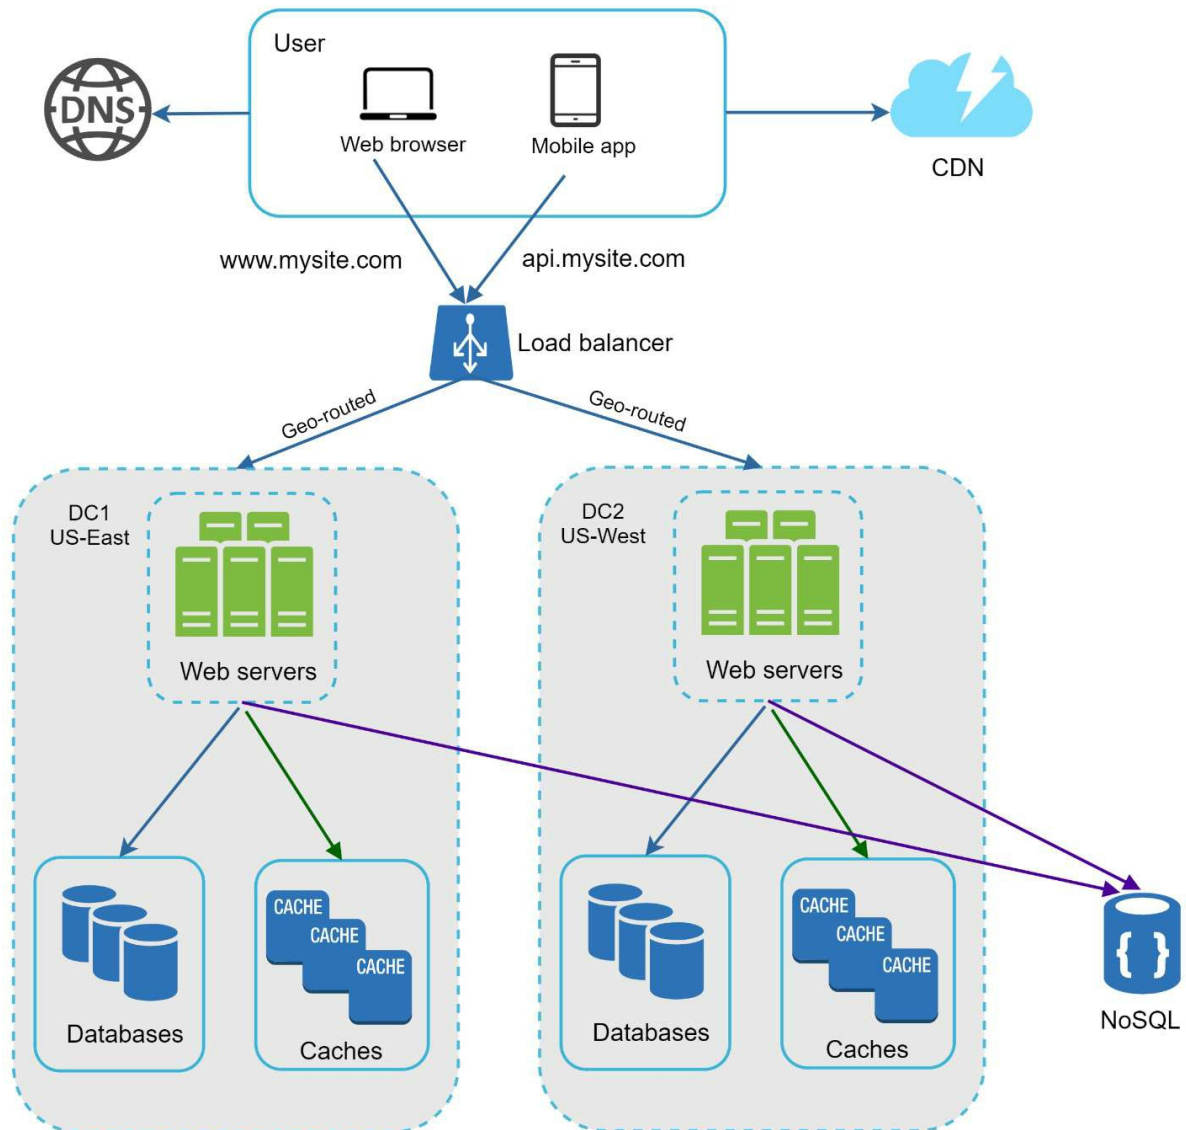 User
DNS
Web browser
Mobile app
CDN
www.mysite.com
api.mysite.com
Load balancer
Geo-routed
Geo-routed
DC1
US-East
Web servers
DC2
US-West
Web servers
CACHE
CACHE
CACHE
Databases
Caches
CACHE
CACHE
CACHE
Databases
Caches
{ }
NoSQL